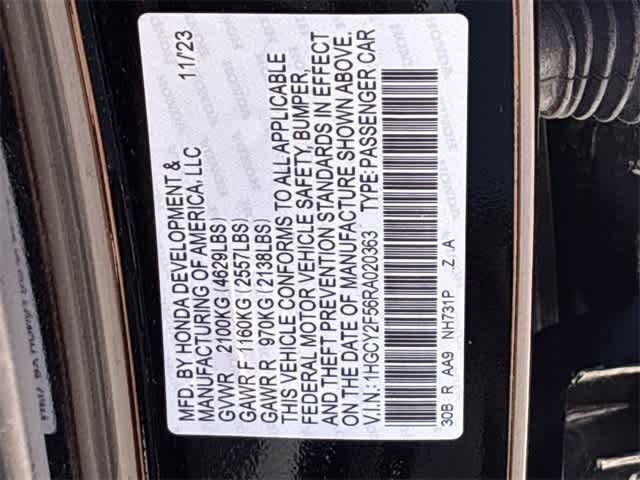 MFD. BY HONDA DEVELOPMENT & 11/23
MANUFACTURING OF AMERICA, LLC
GVWR 2100KG (4629LBS)
GAWR F 1160KG (2557LBS)
GAWR R 970KG (2138LBS)
THIS VEHICLE CONFORMS TO ALL APPLICABLE
FEDERAL MOTOR VEHICLE SAFETY, BUMPER,
AND THEFT PREVENTION STANDARDS IN EFFECT
ON THE DATE OF MANUFACTURE SHOWN ABOVE.
V.I.N.: 1HGCY2F56RA020363 TYPE: PASSENGER CAR
30B R AA9 NH731P Z A